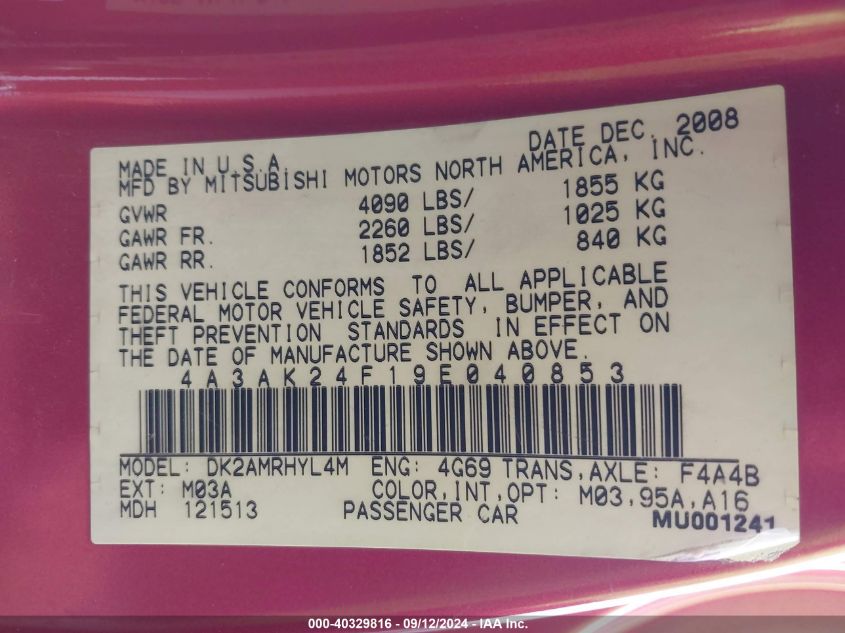 DATE DEC. 2008
MADE IN U.S.A
MFD BY MITSUBISHI MOTORS NORTH AMERICA, INC.
GVWR 4090 LBS/ 1855 KG
GAWR FR. 2260 LBS/ 1025 KG
GAWR RR. 1852 LBS/ 840 KG
THIS VEHICLE CONFORMS TO ALL APPLICABLE
FEDERAL MOTOR VEHICLE SAFETY, BUMPER, AND
THEFT PREVENTION STANDARDS IN EFFECT ON
THE DATE OF MANUFACTURE SHOWN ABOVE.
4A3AK24F19E040853
MODEL: DK2AMRHYL4M ENG: 4G69 TRANS,AXLE: F4A4B
EXT: M03A COLOR,INT,OPT: M03,95A,A16
MDH 121513 PASSENGER CAR
MU001241
000-40329816 - 09/12/2024 - IAA Inc.